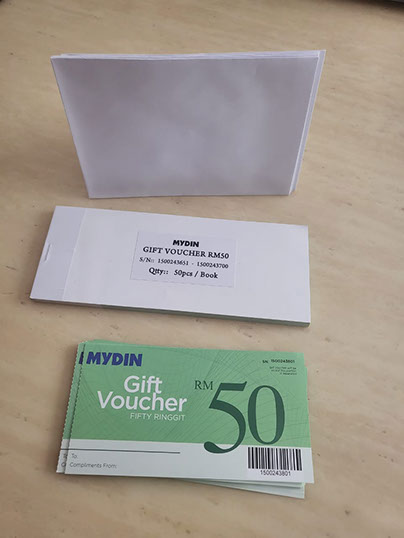 MYDIN
GIFT VOUCHER RM50
S/N:: 1500243651 - 1500243700
Qtty:: 50pcs / Book
MYDIN
Gift
Voucher
FIFTY RINGGIT
RM 50
To:
Compliments From:
1500243801